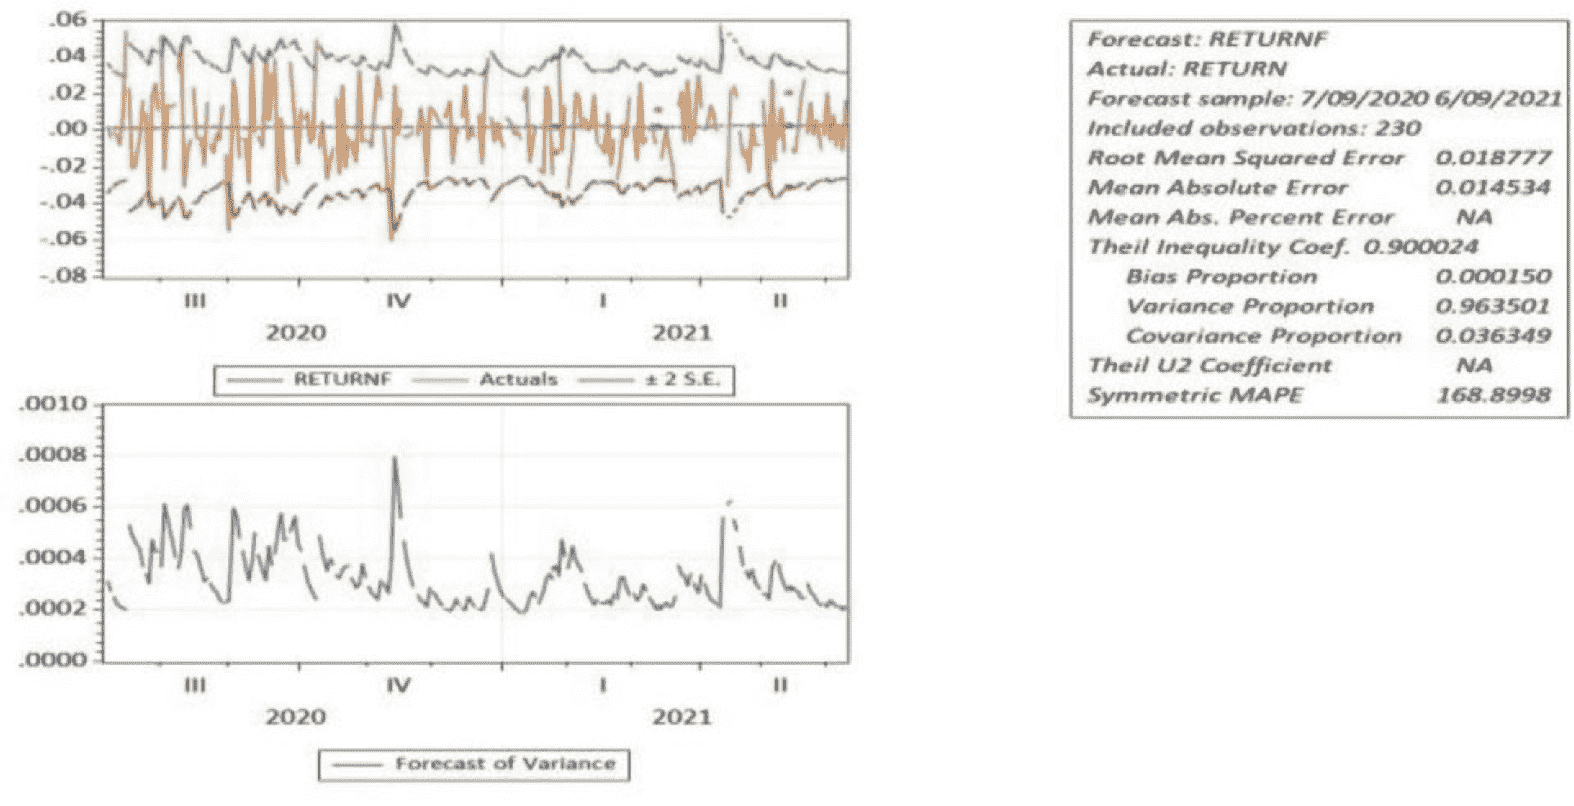 .06
.04
.02
.00
-.02
-.04
-.06
-.08
III IV I II
2020 2021
RETURNF Actuals ± 2 S.E.
.0010
.0008
.0006
.0004
.0002
.0000
III IV I II
2020 2021
Forecast of Variance
Forecast: RETURNF
Actual: RETURN
Forecast sample: 7/09/2020 6/09/2021
Included observations: 230
Root Mean Squared Error 0.018777
Mean Absolute Error 0.014534
Mean Abs. Percent Error NA
Theil Inequality Coef. 0.900024
Bias Proportion 0.000150
Variance Proportion 0.963501
Covariance Proportion 0.036349
Theil U2 Coefficient NA
Symmetric MAPE 168.8998